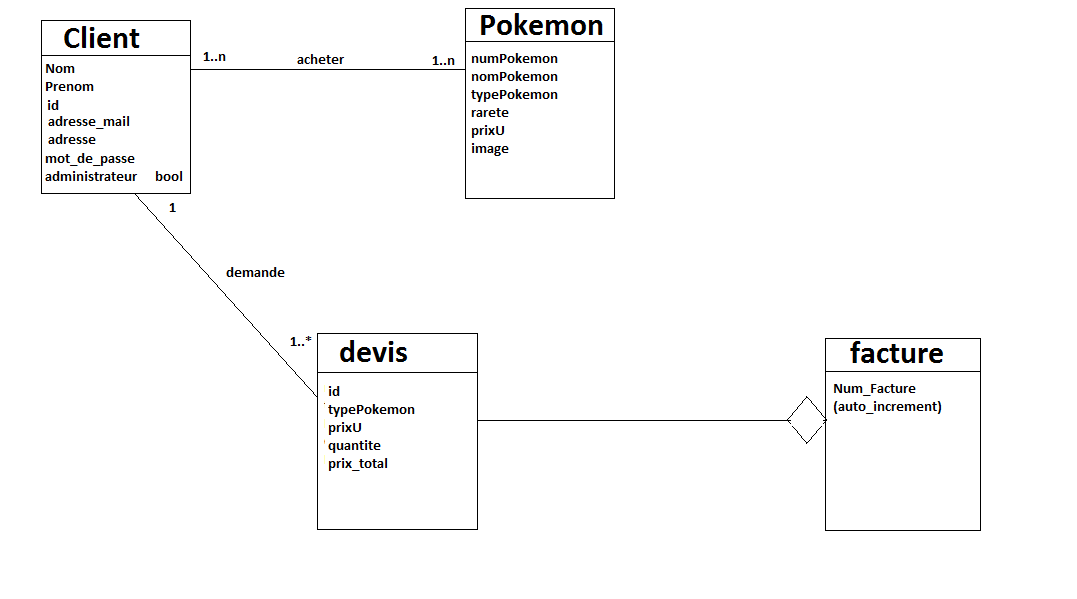 Client
Nom
Prenom
id
adresse_mail
adresse
mot_de_passe
administrateur bool
1..n
acheter
1..n
Pokemon
numPokemon
nomPokemon
typePokemon
rarete
prixU
image
1
demande
1..*
devis
id
typePokemon
prixU
quantite
prix_total
facture
Num_Facture
(auto_increment)